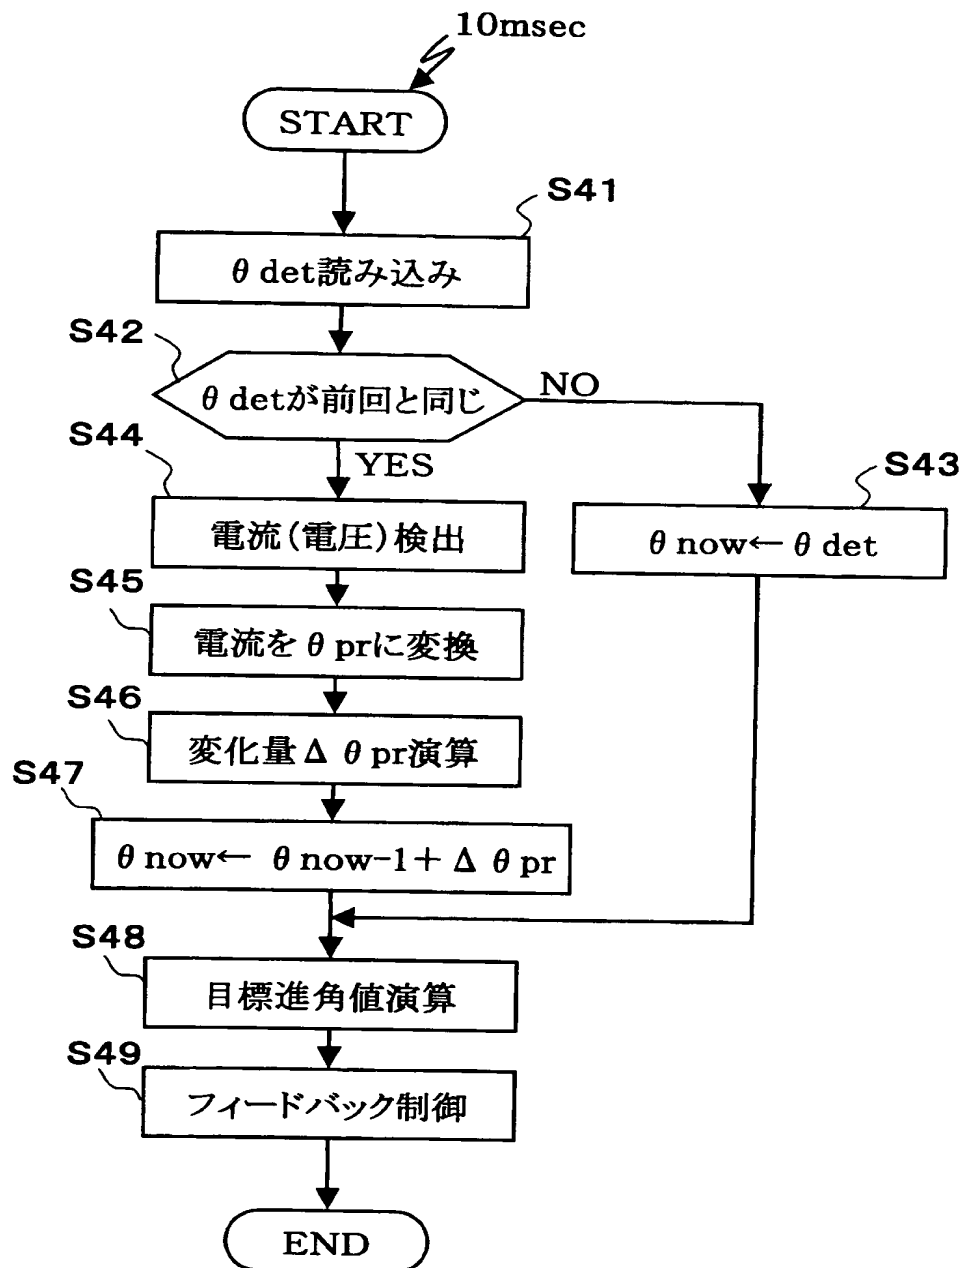 10msec
START
S41
θ det読み込み
S42
θ detが前回と同じ
NO
YES
S43
θ now← θ det
S44
電流(電圧)検出
S45
電流をθ prに変換
S46
変化量Δ θ pr演算
S47
θ now← θ now-1+ Δ θ pr
S48
目標進角値演算
S49
フィードバック制御
END